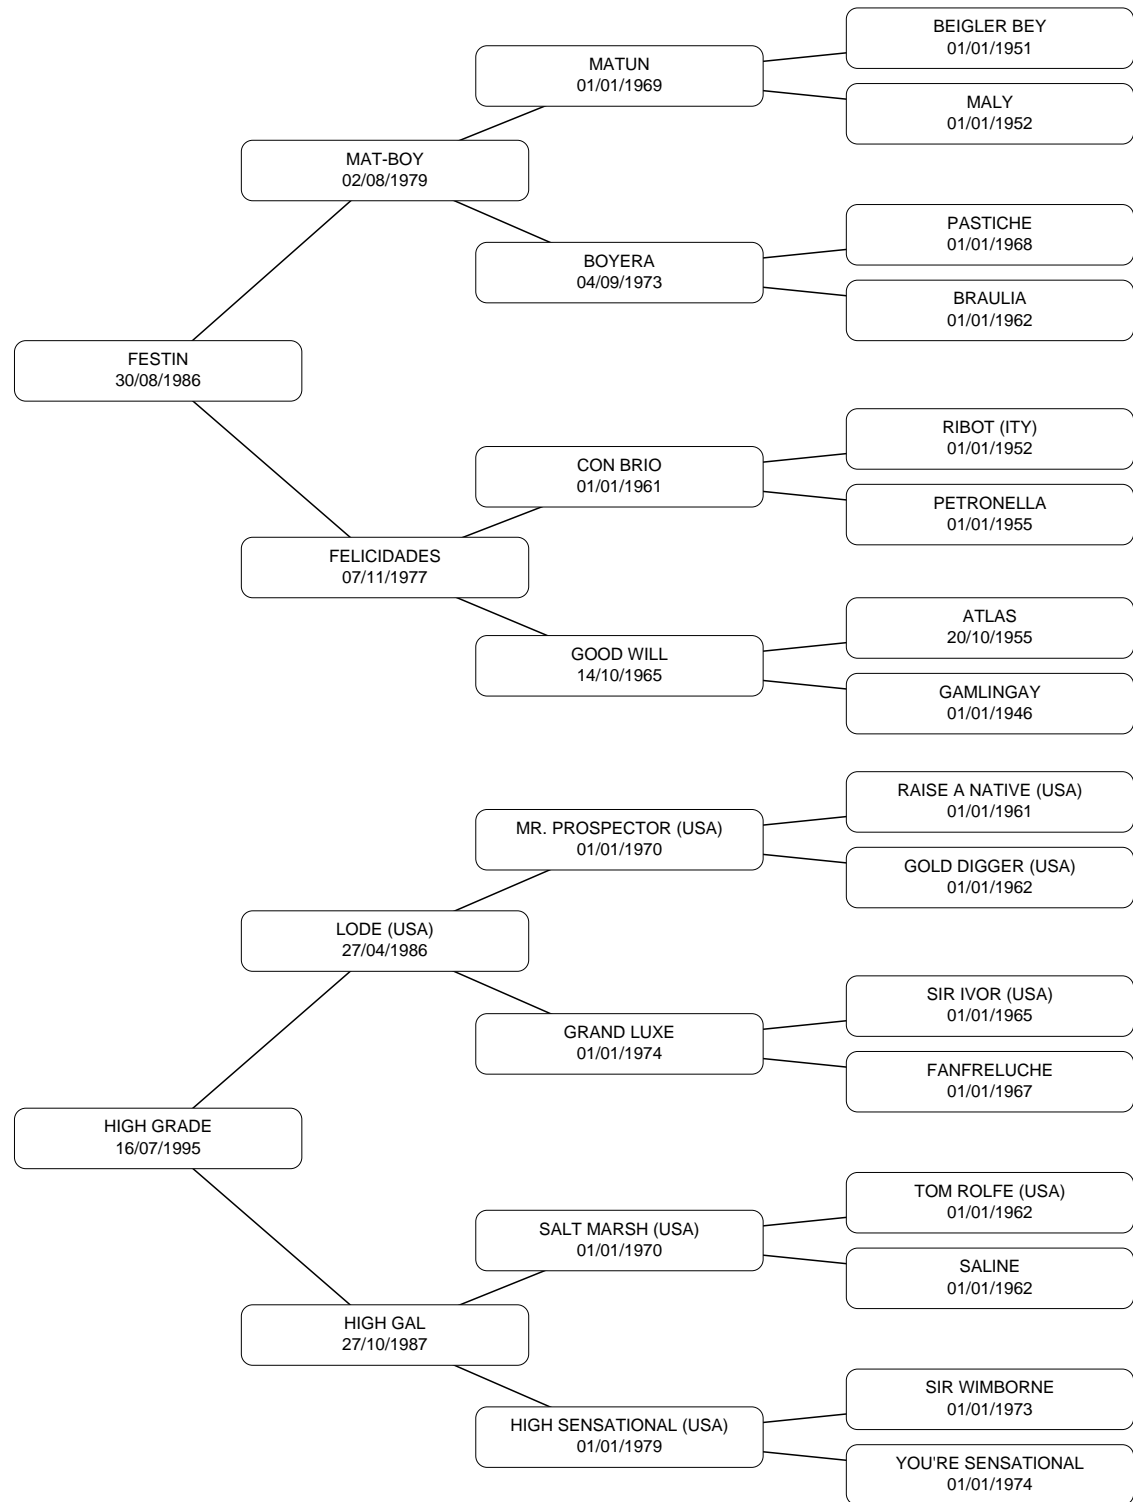 BEIGLER BEY
01/01/1951
MATUN
01/01/1969
MALY
01/01/1952
MAT-BOY
02/08/1979
PASTICHE
01/01/1968
BOYERA
04/09/1973
BRAULIA
01/01/1962
FESTIN
30/08/1986
RIBOT (ITY)
01/01/1952
CON BRIO
01/01/1961
PETRONELLA
01/01/1955
FELICIDADES
07/11/1977
ATLAS
20/10/1955
GOOD WILL
14/10/1965
GAMLINGAY
01/01/1946
RAISE A NATIVE (USA)
01/01/1961
MR. PROSPECTOR (USA)
01/01/1970
GOLD DIGGER (USA)
01/01/1962
LODE (USA)
27/04/1986
SIR IVOR (USA)
01/01/1965
GRAND LUXE
01/01/1974
FANFRELUCHE
01/01/1967
HIGH GRADE
16/07/1995
TOM ROLFE (USA)
01/01/1962
SALT MARSH (USA)
01/01/1970
SALINE
01/01/1962
HIGH GAL
27/10/1987
SIR WIMBORNE
01/01/1973
HIGH SENSATIONAL (USA)
01/01/1979
YOU'RE SENSATIONAL
01/01/1974